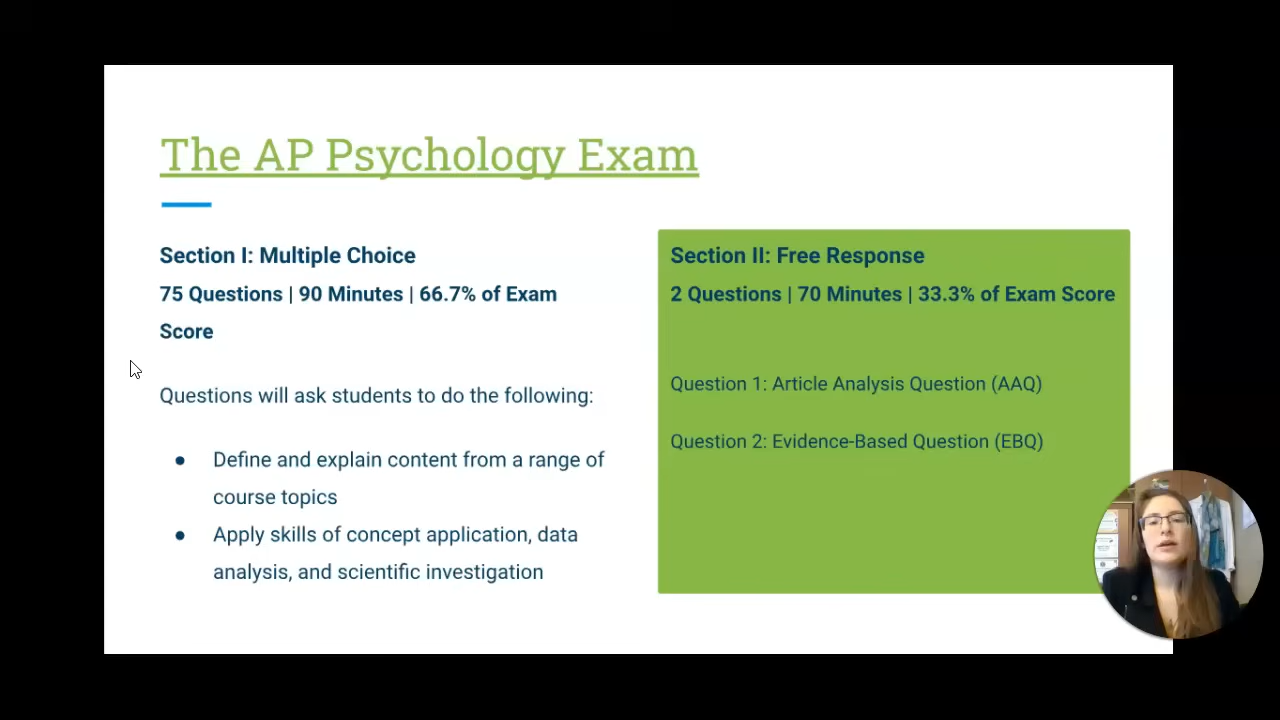 The AP Psychology Exam
Section I: Multiple Choice
75 Questions | 90 Minutes | 66.7% of Exam
Score
Questions will ask students to do the following:
● Define and explain content from a range of
course topics
● Apply skills of concept application, data
analysis, and scientific investigation
Section II: Free Response
2 Questions | 70 Minutes | 33.3% of Exam Score
Question 1: Article Analysis Question (AAQ)
Question 2: Evidence-Based Question (EBQ)